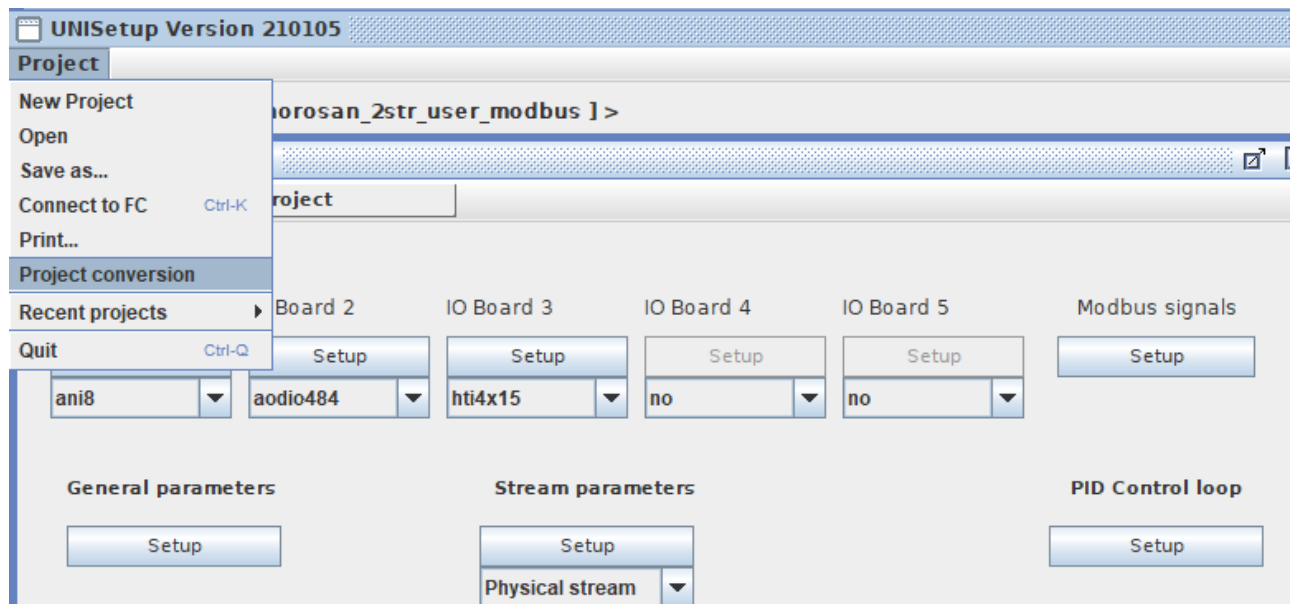 UNISetup Version 210105
Project
New Project
Open
Save as...
Connect to FC Ctrl-K
Print...
Project conversion
Recent projects
Quit Ctrl-Q
norosan_2str_user_modbus ] >
roject
Board 2 IO Board 3 IO Board 4 IO Board 5 Modbus signals
Setup Setup Setup Setup Setup
ani8 aodio484 hti4x15 no no
General parameters Stream parameters PID Control loop
Setup Setup Setup
Physical stream